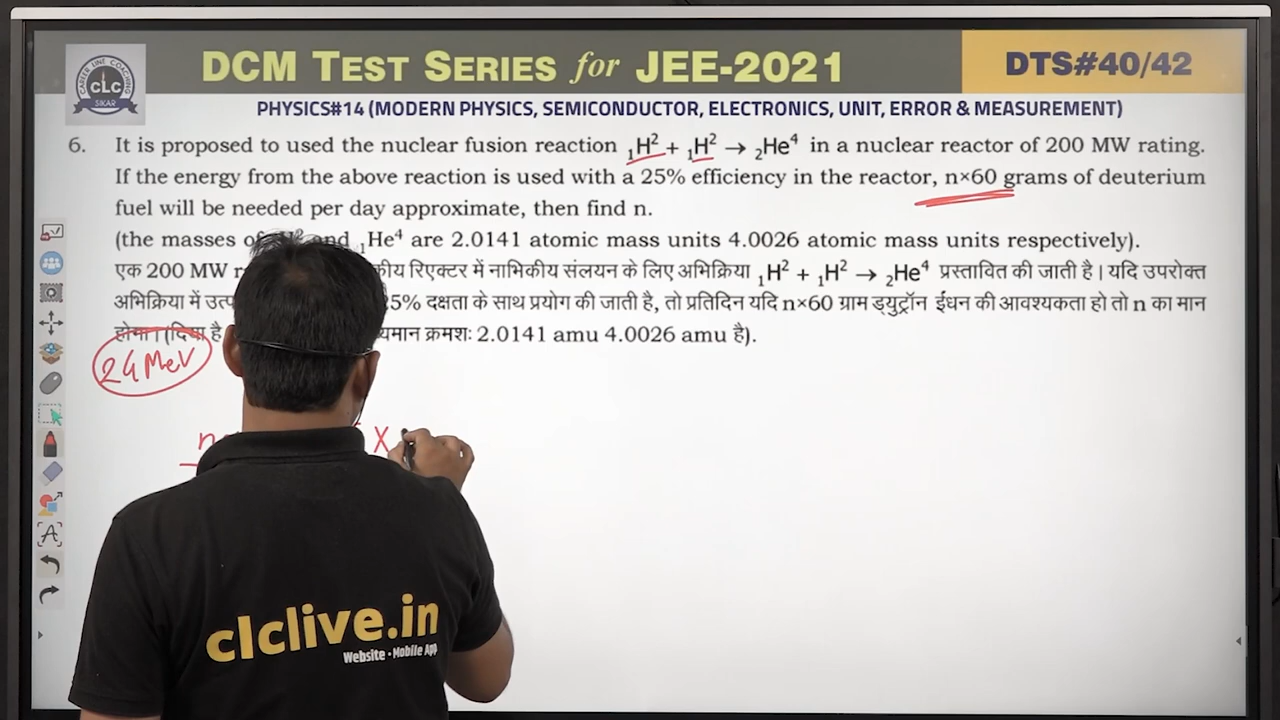 CAREER LINE COACHING
CLC
SIKAR
DCM TEST SERIES for JEE-2021
DTS#40/42
PHYSICS#14 (MODERN PHYSICS, SEMICONDUCTOR, ELECTRONICS, UNIT, ERROR & MEASUREMENT)
6. It is proposed to used the nuclear fusion reaction ₁H² + ₁H² → ₂He⁴ in a nuclear reactor of 200 MW rating.
If the energy from the above reaction is used with a 25% efficiency in the reactor, n×60 grams of deuterium
fuel will be needed per day approximate, then find n.
(the masses of and ₁He⁴ are 2.0141 atomic mass units 4.0026 atomic mass units respectively).
एक 200 MW रिएक्टर में नाभिकीय संलयन के लिए अभिक्रिया ₁H² + ₁H² → ₂He⁴ प्रस्तावित की जाती है। यदि उपरोक्त
अभिक्रिया में 25% दक्षता के साथ प्रयोग की जाती है, तो प्रतिदिन यदि n×60 ग्राम ड्युट्रॉन ईंधन की आवश्यकता हो तो n का मान
होगा। (दिया है क्रमशः 2.0141 amu 4.0026 amu है).
24 MeV
n X
clclive.in
Website • Mobile App